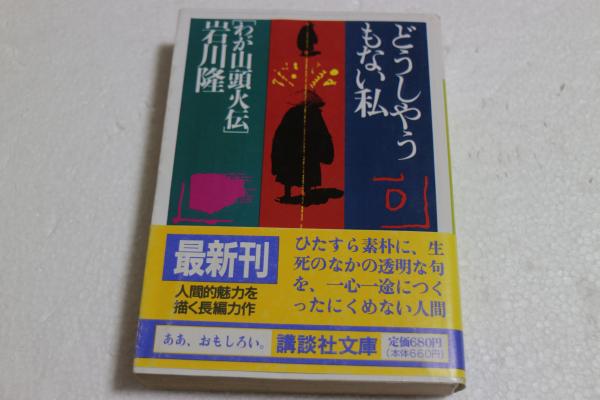 どうしやう
もない私
[わが山頭火伝]
岩川隆
最新刊
人間的魅力を
描く長編力作
ひたすら素朴に、生
死のなかの透明な句
を、一心一途につく
ったにくめない人間
ああ、おもしろい。
講談社文庫
定価680円
(本体660円)